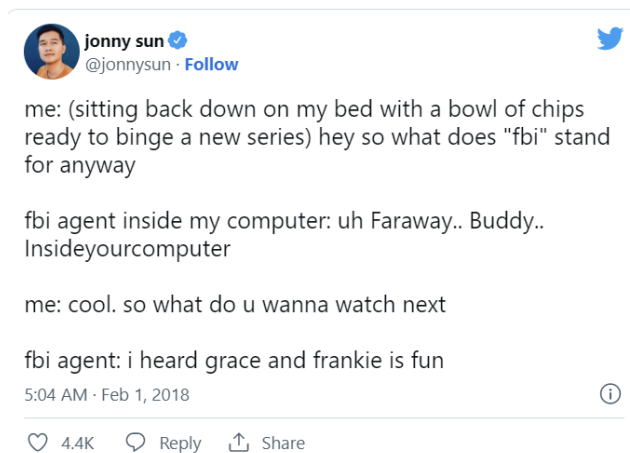 jonny sun
@jonnysun · Follow
me: (sitting back down on my bed with a bowl of chips
ready to binge a new series) hey so what does "fbi" stand
for anyway
fbi agent inside my computer: uh Faraway.. Buddy..
Insideyourcomputer
me: cool. so what do u wanna watch next
fbi agent: i heard grace and frankie is fun
5:04 AM · Feb 1, 2018
4.4K Reply Share